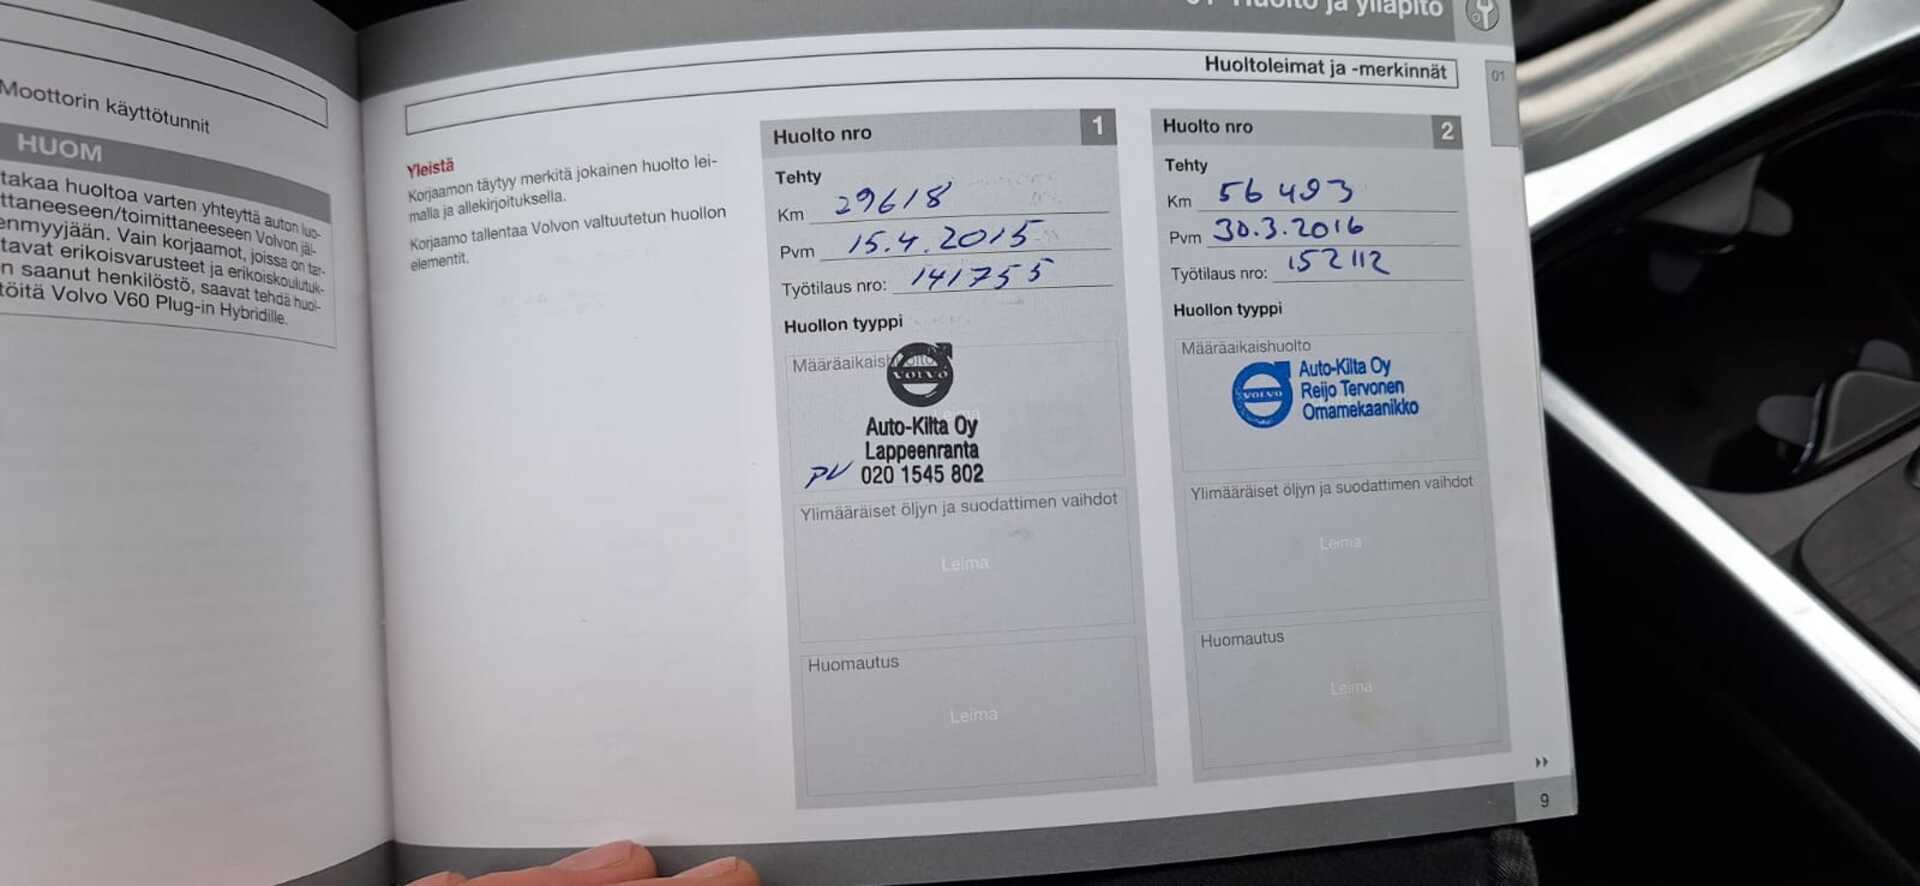 Moottorin käyttötunnit
HUOM
takaa huoltoa varten yhteyttä auton luo-
ttaneeseen/toimittaneeseen Volvon jäl-
enmyyjään. Vain korjaamot, joissa on tar-
tavat erikoisvarusteet ja erikoiskoulutuk-
n saanut henkilöstö, saavat tehdä huol-
töitä Volvo V60 Plug-in Hybridille.
01 Huolto ja ylläpito
Huoltoleimat ja -merkinnät
01
Yleistä
Korjaamon täytyy merkitä jokainen huolto lei-
malla ja allekirjoituksella.
Korjaamo tallentaa Volvon valtuutetun huollon
elementit.
Huolto nro 1
Tehty
Km 29618
Pvm 15.4.2015
Työtilaus nro: 141755
Huollon tyyppi
Määräaikaishuolto
VOLVO
Leima
Auto-Kilta Oy
Lappeenranta
PV 020 1545 802
Ylimääräiset öljyn ja suodattimen vaihdot
Leima
Huomautus
Leima
Huolto nro 2
Tehty
Km 56 493
Pvm 30.3.2016
Työtilaus nro: 152112
Huollon tyyppi
Määräaikaishuolto
VOLVO
Auto-Kilta Oy
Reijo Tervonen
Omamekaanikko
Ylimääräiset öljyn ja suodattimen vaihdot
Leima
Huomautus
Leima
9